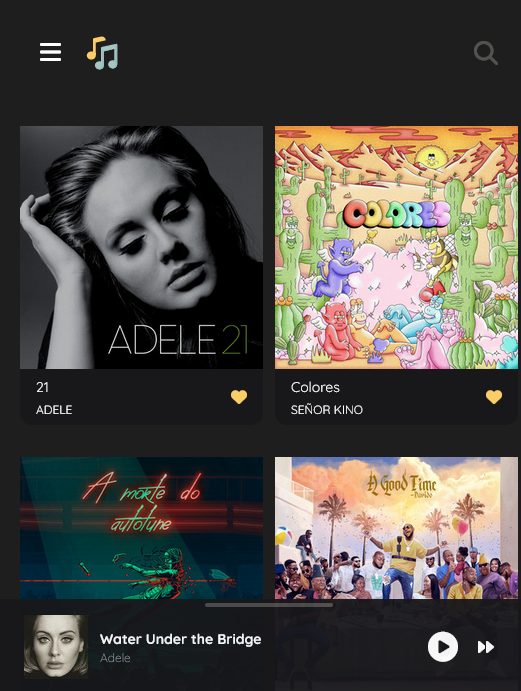 ADELE 21
COLORES
21
ADELE
Colores
SEÑOR KINO
A morte do
autotune
A Good Time
Davido
Water Under the Bridge
Adele